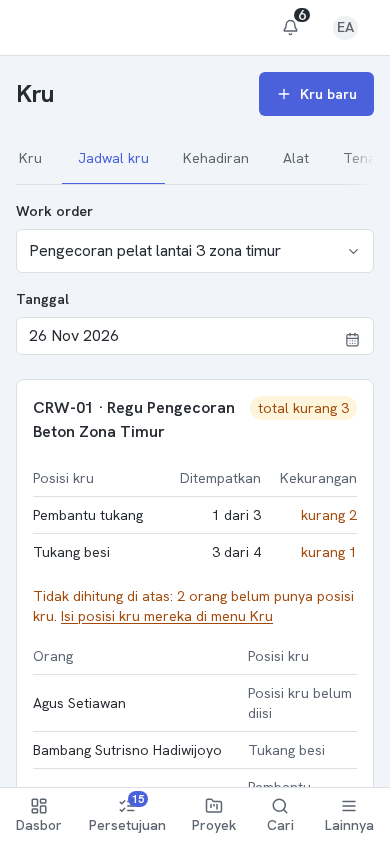 6
EA
Kru
Kru baru
Kru Jadwal kru Kehadiran Alat Tena
Work order
Pengecoran pelat lantai 3 zona timur
Tanggal
26 Nov 2026
CRW-01 · Regu Pengecoran
Beton Zona Timur
total kurang 3
Posisi kru Ditempatkan Kekurangan
Pembantu tukang 1 dari 3 kurang 2
Tukang besi 3 dari 4 kurang 1
Tidak dihitung di atas: 2 orang belum punya posisi
kru. Isi posisi kru mereka di menu Kru
Orang Posisi kru
Agus Setiawan Posisi kru belum
diisi
Bambang Sutrisno Hadiwijoyo Tukang besi
Pembantu
15
Dasbor Persetujuan Proyek Cari Lainnya